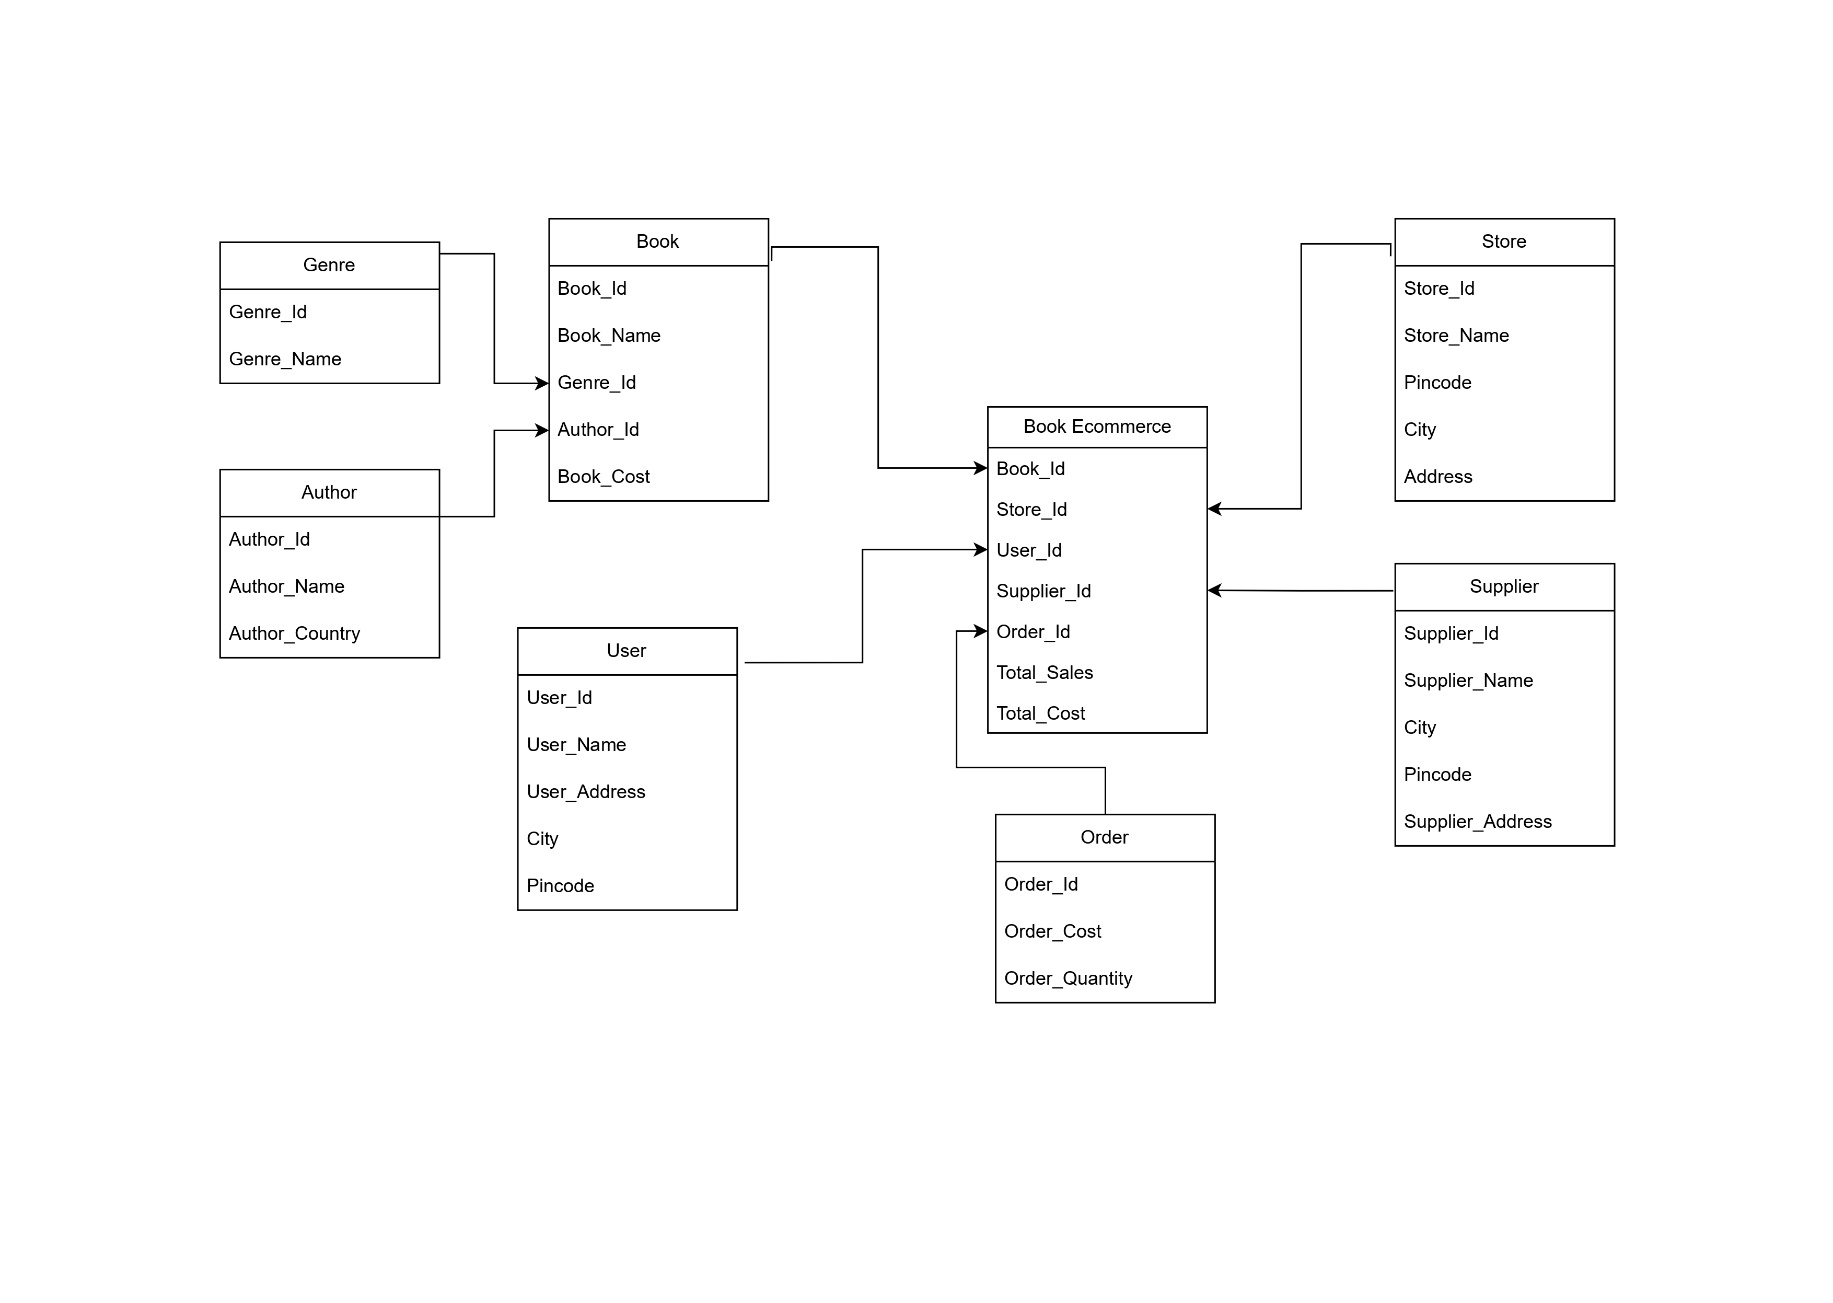 Genre
Genre_Id
Genre_Name
Author
Author_Id
Author_Name
Author_Country
Book
Book_Id
Book_Name
Genre_Id
Author_Id
Book_Cost
User
User_Id
User_Name
User_Address
City
Pincode
Book Ecommerce
Book_Id
Store_Id
User_Id
Supplier_Id
Order_Id
Total_Sales
Total_Cost
Order
Order_Id
Order_Cost
Order_Quantity
Store
Store_Id
Store_Name
Pincode
City
Address
Supplier
Supplier_Id
Supplier_Name
City
Pincode
Supplier_Address